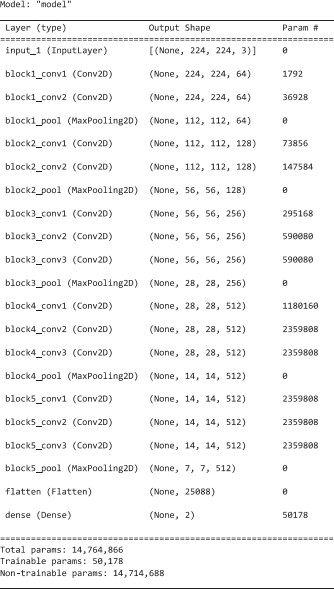 Model: "model"
Layer (type) Output Shape Param #
=================================================================
input_1 (InputLayer) [(None, 224, 224, 3)] 0
block1_conv1 (Conv2D) (None, 224, 224, 64) 1792
block1_conv2 (Conv2D) (None, 224, 224, 64) 36928
block1_pool (MaxPooling2D) (None, 112, 112, 64) 0
block2_conv1 (Conv2D) (None, 112, 112, 128) 73856
block2_conv2 (Conv2D) (None, 112, 112, 128) 147584
block2_pool (MaxPooling2D) (None, 56, 56, 128) 0
block3_conv1 (Conv2D) (None, 56, 56, 256) 295168
block3_conv2 (Conv2D) (None, 56, 56, 256) 590080
block3_conv3 (Conv2D) (None, 56, 56, 256) 590080
block3_pool (MaxPooling2D) (None, 28, 28, 256) 0
block4_conv1 (Conv2D) (None, 28, 28, 512) 1180160
block4_conv2 (Conv2D) (None, 28, 28, 512) 2359808
block4_conv3 (Conv2D) (None, 28, 28, 512) 2359808
block4_pool (MaxPooling2D) (None, 14, 14, 512) 0
block5_conv1 (Conv2D) (None, 14, 14, 512) 2359808
block5_conv2 (Conv2D) (None, 14, 14, 512) 2359808
block5_conv3 (Conv2D) (None, 14, 14, 512) 2359808
block5_pool (MaxPooling2D) (None, 7, 7, 512) 0
flatten (Flatten) (None, 25088) 0
dense (Dense) (None, 2) 50178
=================================================================
Total params: 14,764,866
Trainable params: 50,178
Non-trainable params: 14,714,688